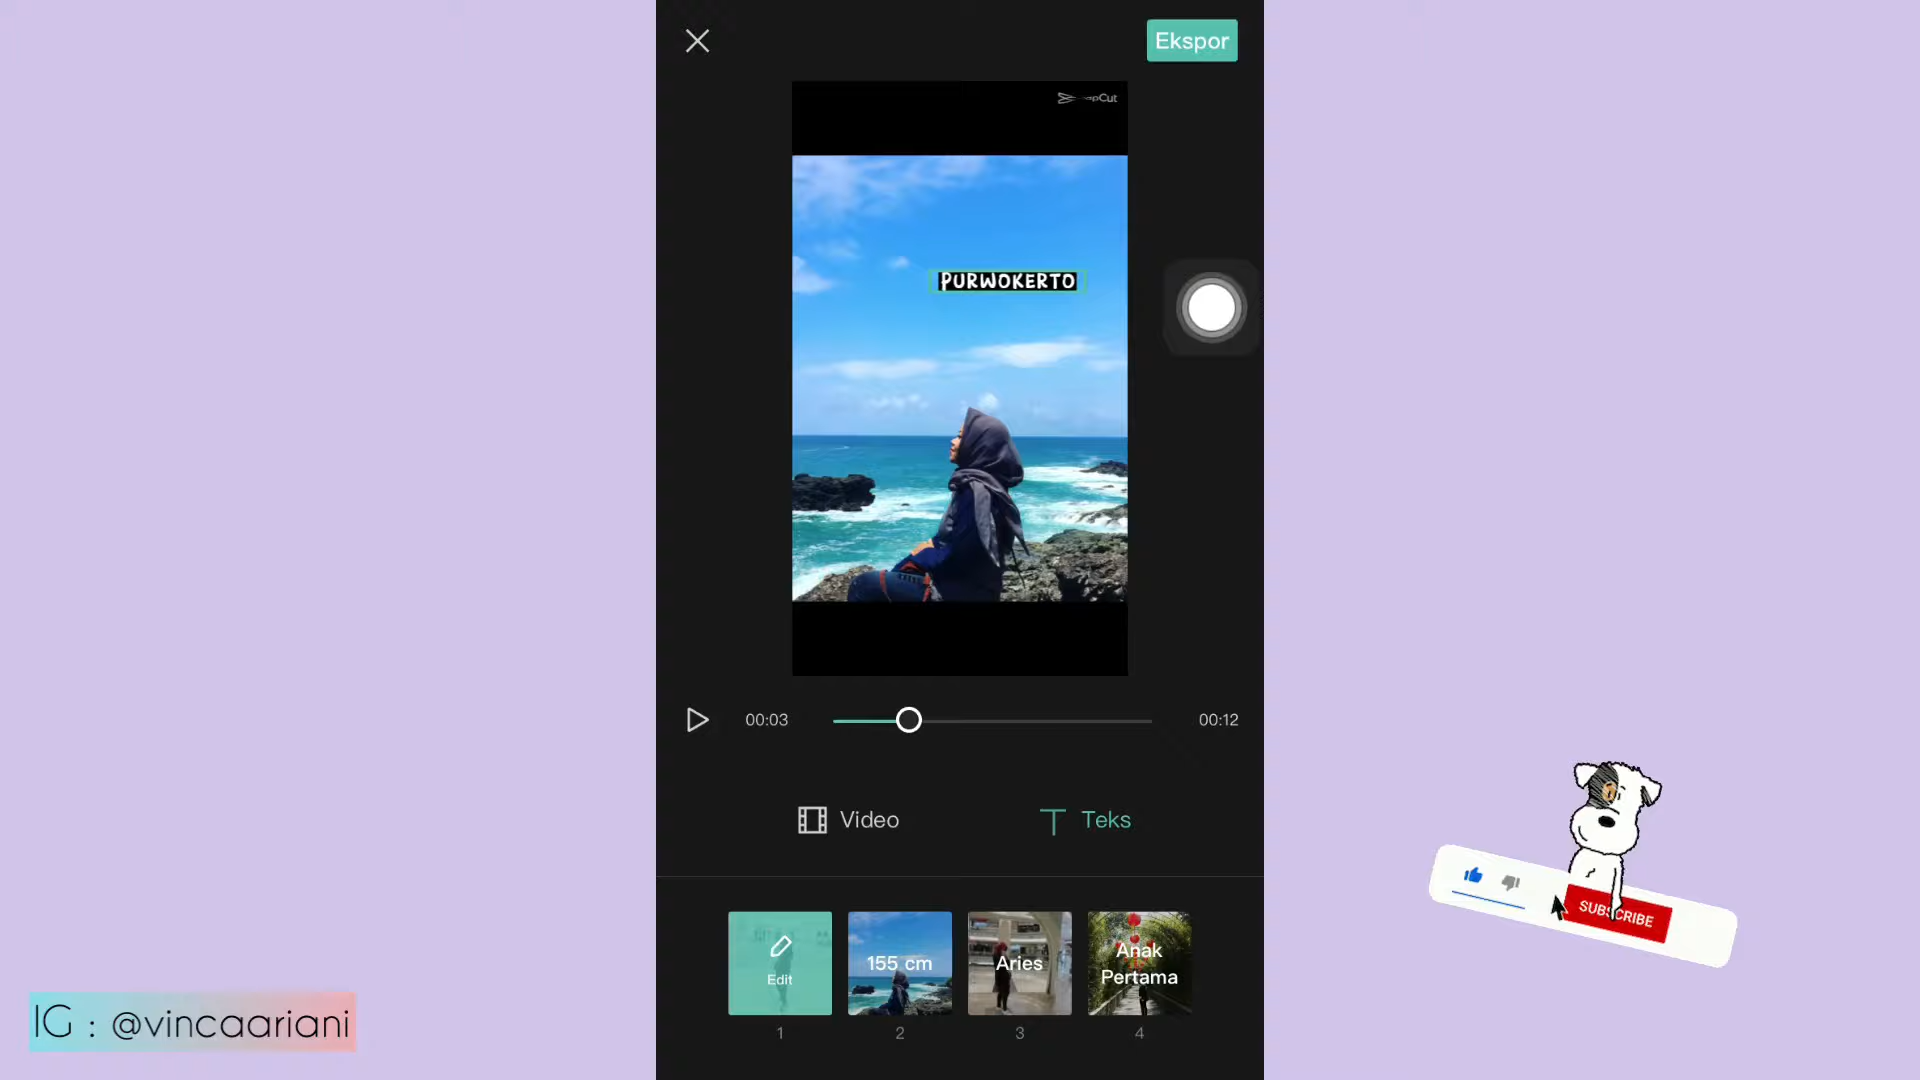 Ekspor
PURWOKERTO
00:03
00:12
Video
Teks
Edit
155 cm
Aries
Anak
Pertama
1
2
3
4
SUBSCRIBE
IG : @vincaariani